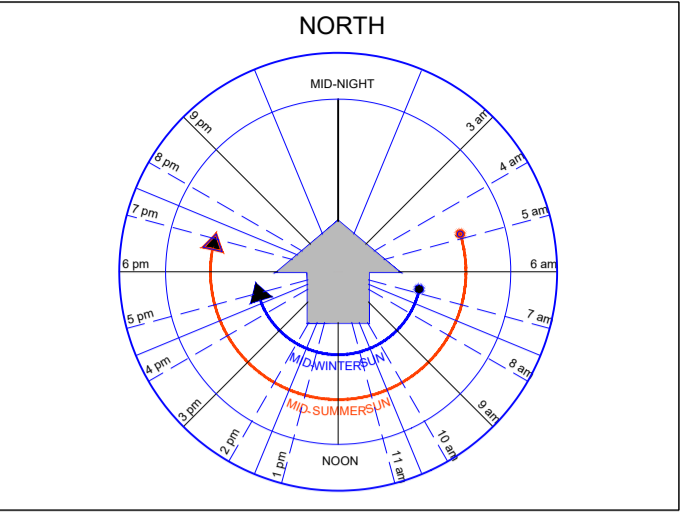 NORTH
MID-NIGHT
9 pm
3 am
8 pm
4 am
7 pm
5 am
6 pm
6 am
5 pm
7 am
4 pm
8 am
MID-WINTER SUN
MID-SUMMER SUN
3 pm
9 am
2 pm
10 am
NOON
1 pm
11 am